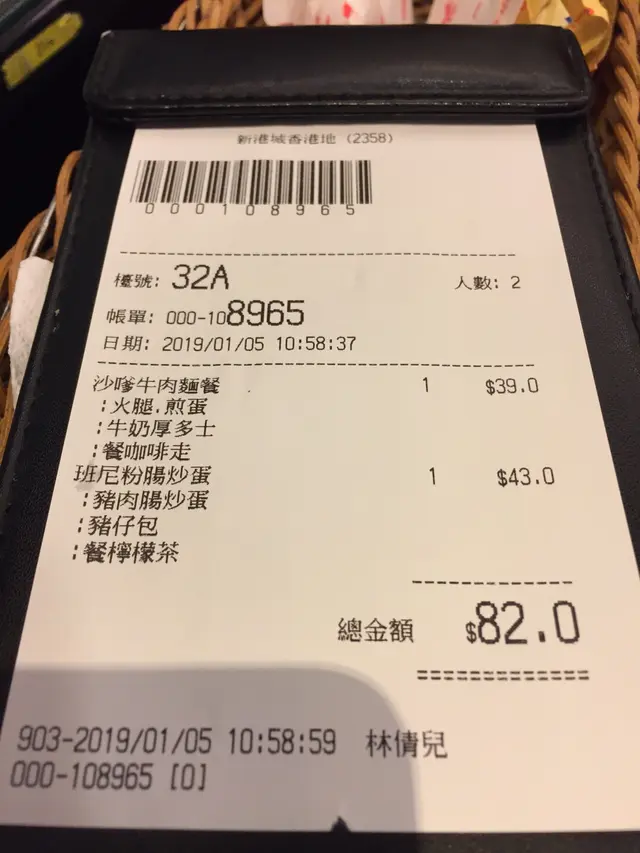 新港城香港地 (2358)
000108965
檯號: 32A 人數: 2
帳單: 000-108965
日期: 2019/01/05 10:58:37
沙嗲牛肉麵餐 1 $39.0
:火腿.煎蛋
:牛奶厚多士
:餐咖啡走
班尼粉腸炒蛋 1 $43.0
:豬肉腸炒蛋
:豬仔包
:餐檸檬茶
總金額 $82.0
903-2019/01/05 10:58:59 林倩兒
000-108965 [0]